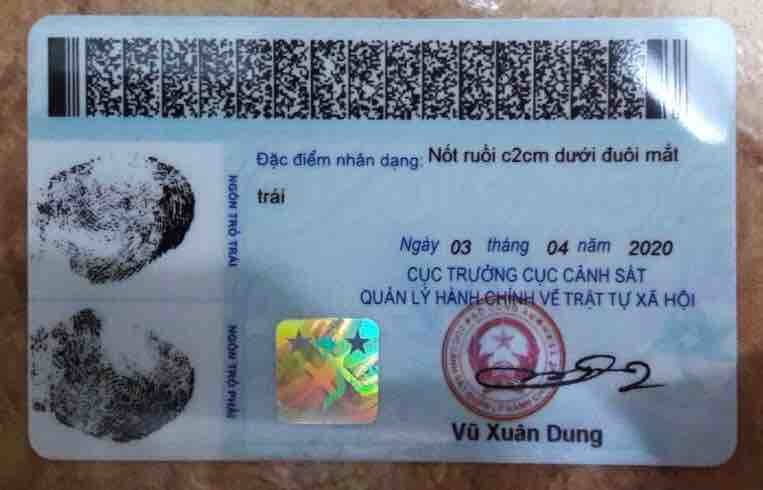 Đặc điểm nhân dạng: Nốt ruồi c2cm dưới đuôi mắt
trái
NGÓN TRỎ TRÁI
Ngày 03 tháng 04 năm 2020
CỤC TRƯỞNG CỤC CẢNH SÁT
QUẢN LÝ HÀNH CHÍNH VỀ TRẬT TỰ XÃ HỘI
NGÓN TRỎ PHẢI
Vũ Xuân Dung